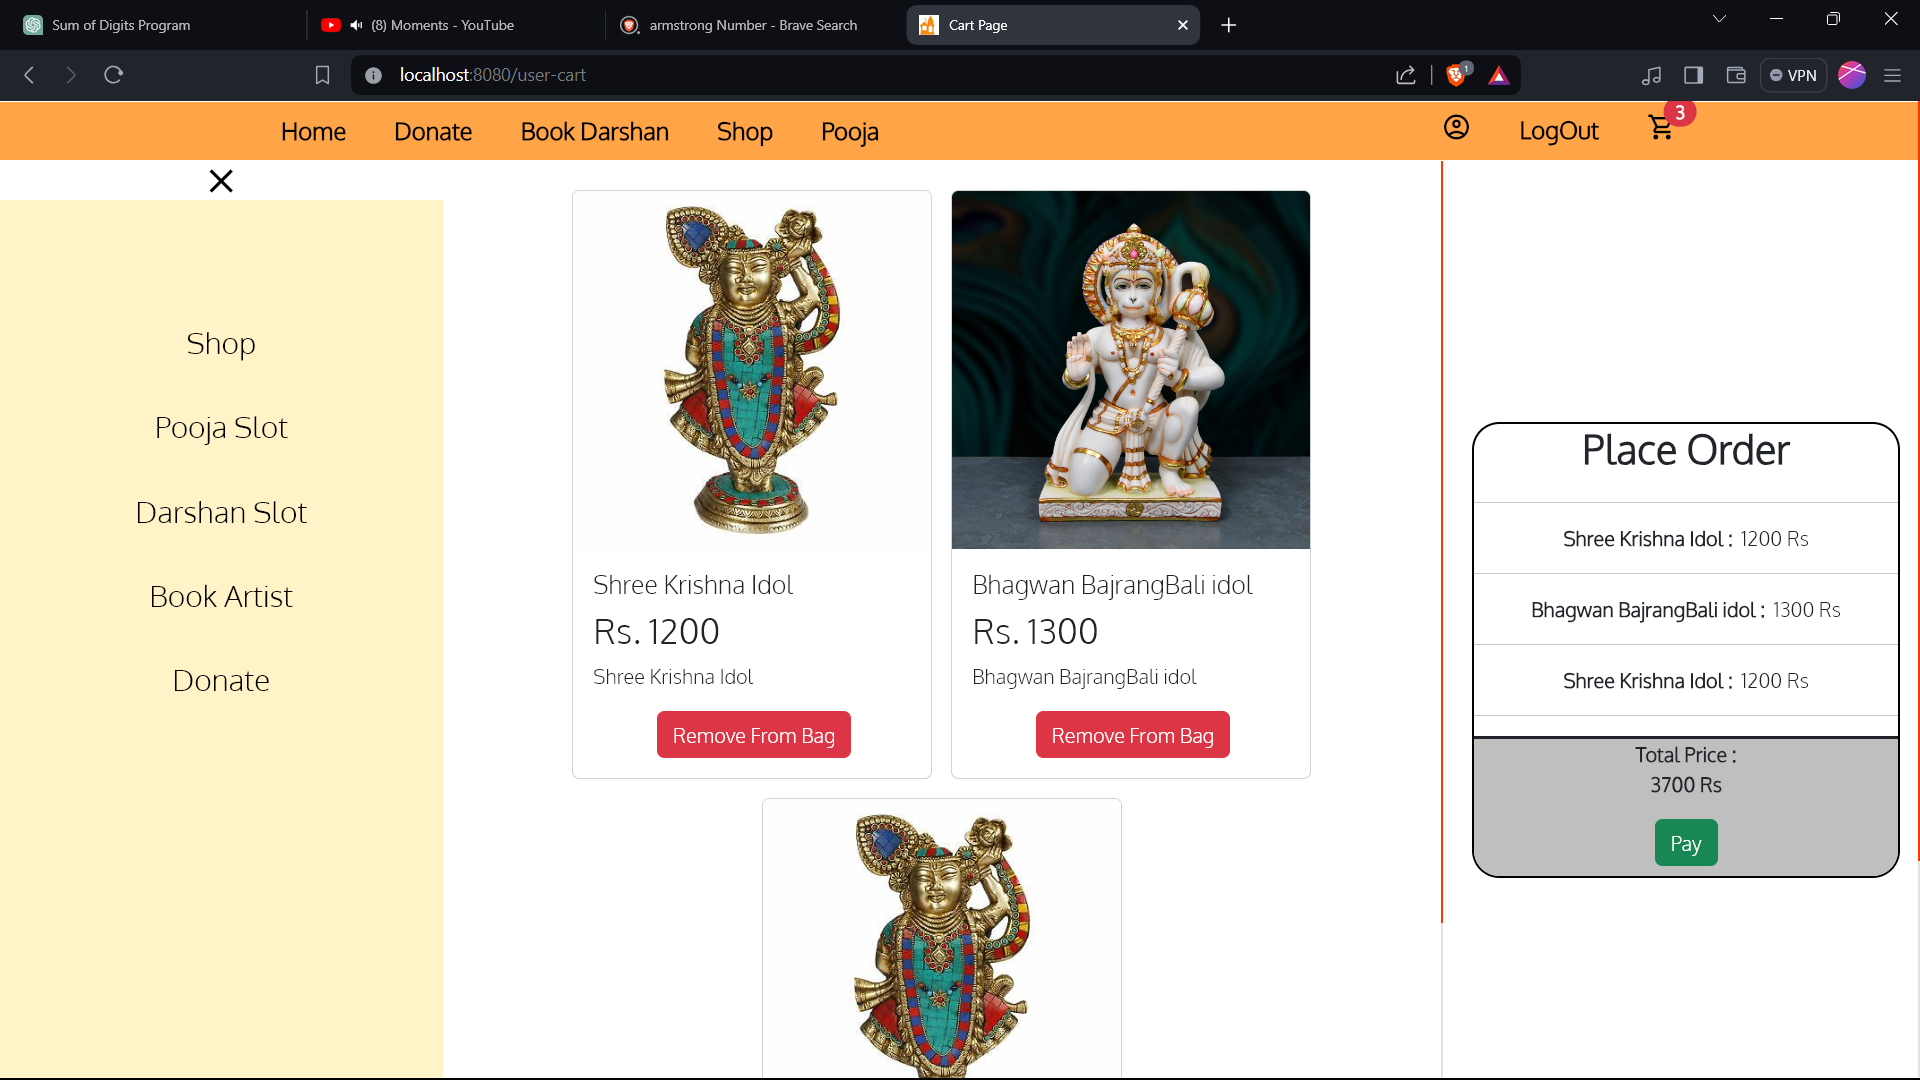 Sum of Digits Program
(8) Moments - YouTube
armstrong Number - Brave Search
Cart Page
localhost:8080/user-cart
1
VPN
Home
Donate
Book Darshan
Shop
Pooja
LogOut
3
Shop
Pooja Slot
Darshan Slot
Book Artist
Donate
Shree Krishna Idol
Rs. 1200
Shree Krishna Idol
Remove From Bag
Bhagwan BajrangBali idol
Rs. 1300
Bhagwan BajrangBali idol
Remove From Bag
Place Order
Shree Krishna Idol : 1200 Rs
Bhagwan BajrangBali idol : 1300 Rs
Shree Krishna Idol : 1200 Rs
Total Price :
3700 Rs
Pay